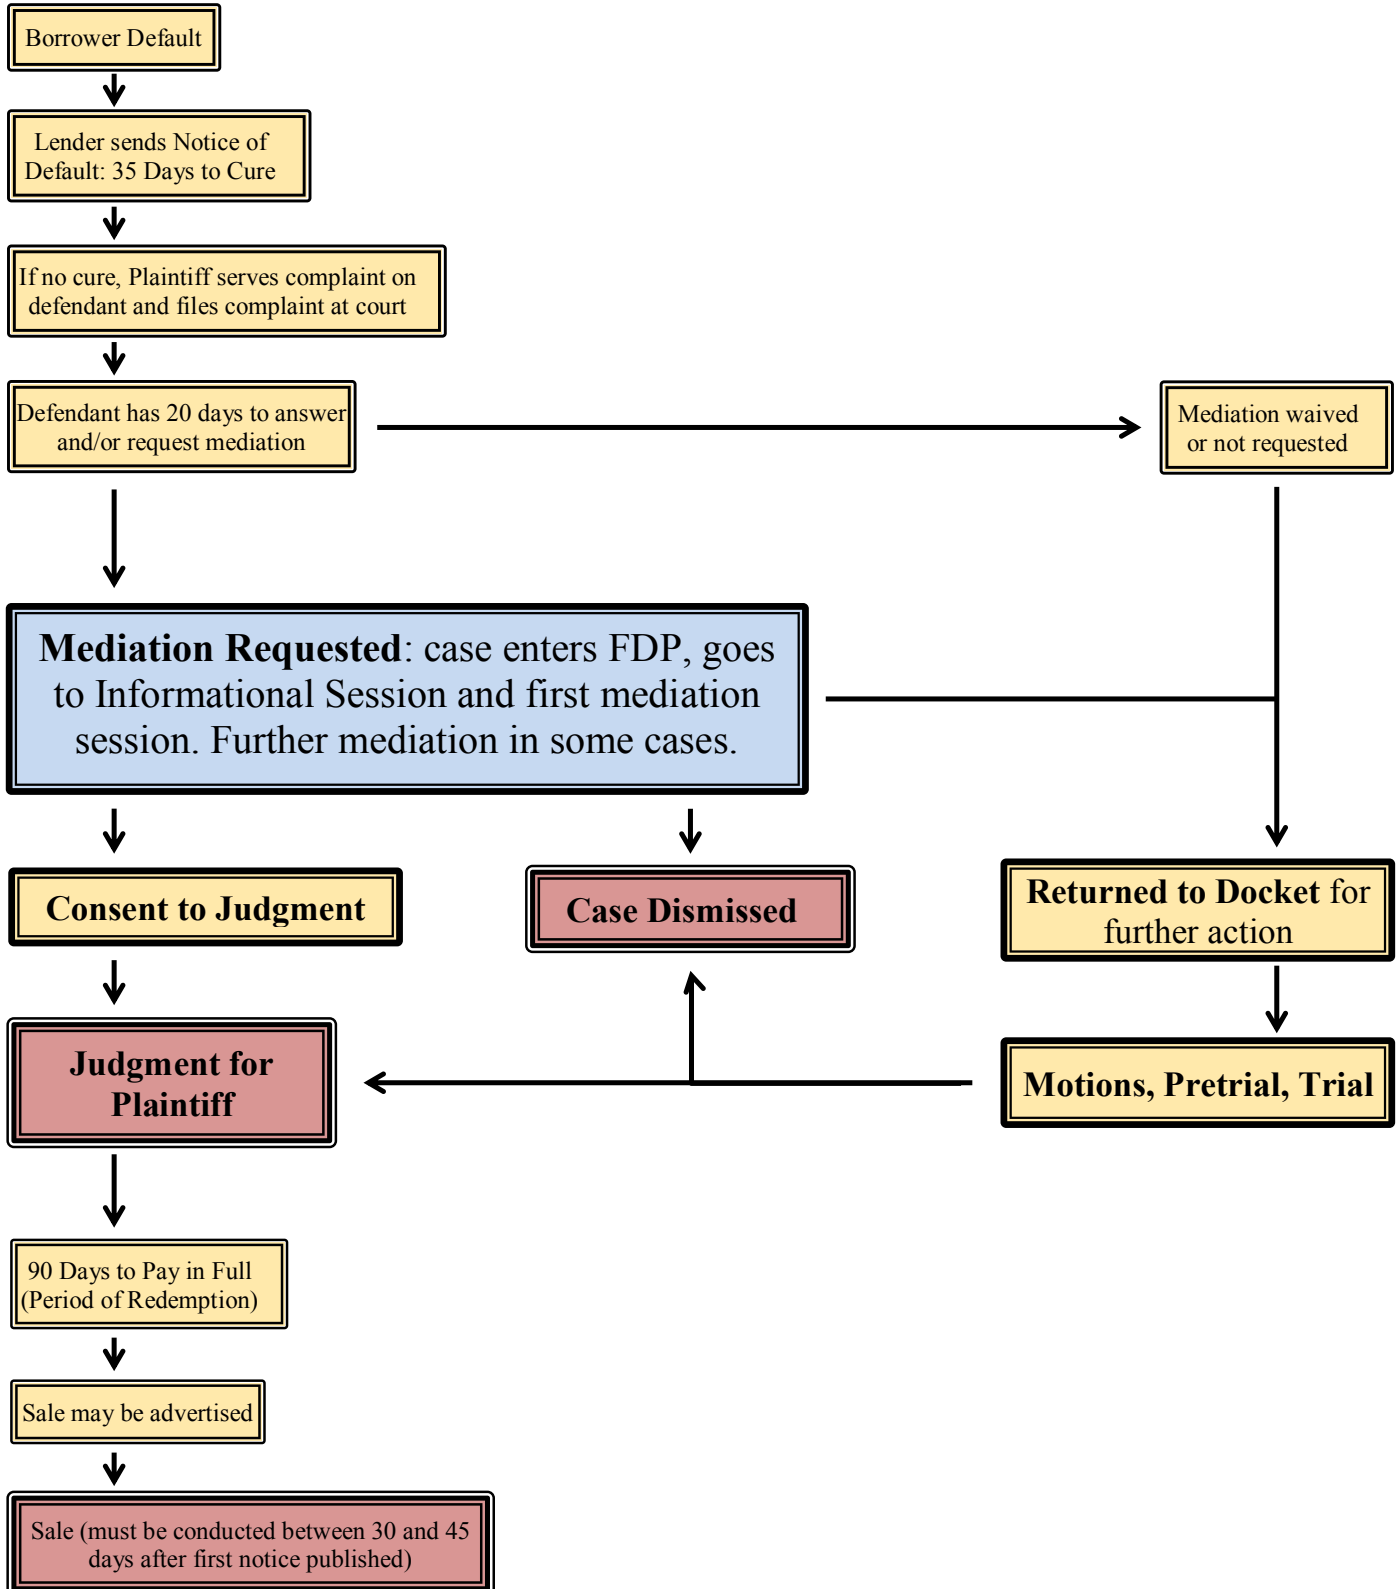 Borrower Default
Lender sends Notice of
Default: 35 Days to Cure
If no cure, Plaintiff serves complaint on
defendant and files complaint at court
Defendant has 20 days to answer
and/or request mediation
Mediation waived
or not requested
Mediation Requested: case enters FDP, goes
to Informational Session and first mediation
session. Further mediation in some cases.
Consent to Judgment
Case Dismissed
Returned to Docket for
further action
Judgment for
Plaintiff
Motions, Pretrial, Trial
90 Days to Pay in Full
(Period of Redemption)
Sale may be advertised
Sale (must be conducted between 30 and 45
days after first notice published)